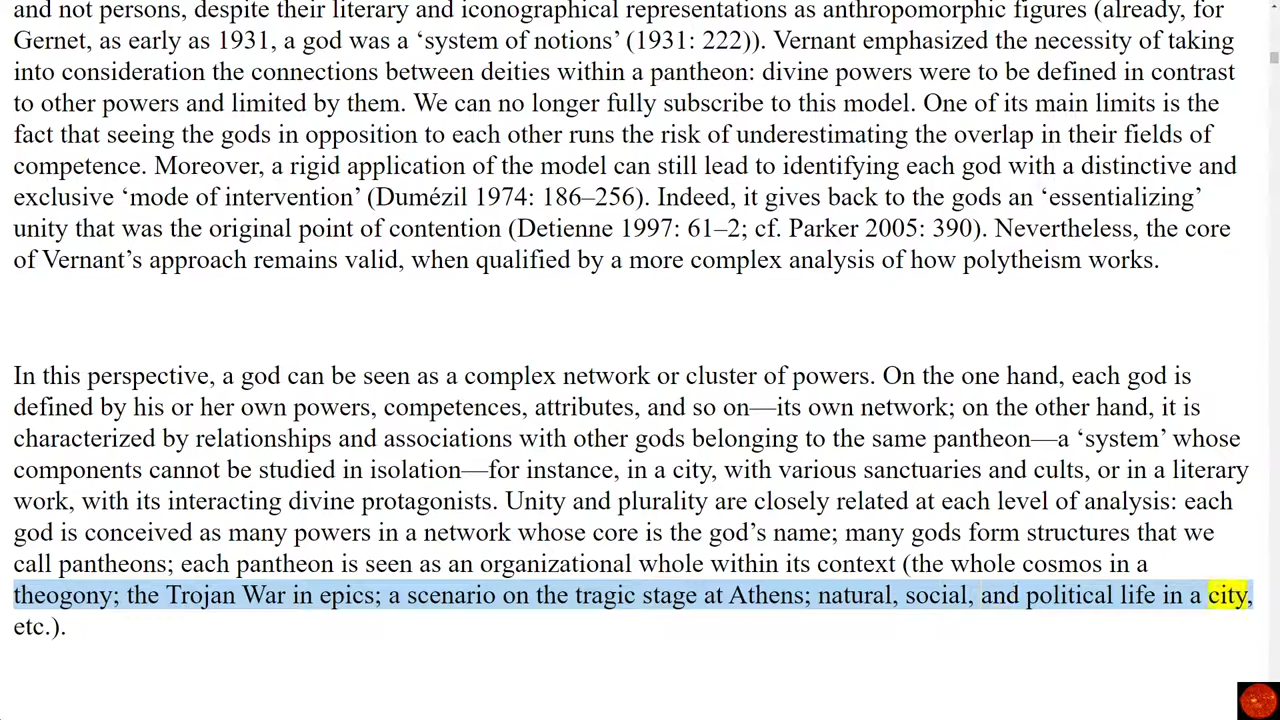 and not persons, despite their literary and iconographical representations as anthropomorphic figures (already, for
Gernet, as early as 1931, a god was a ‘system of notions’ (1931: 222)). Vernant emphasized the necessity of taking
into consideration the connections between deities within a pantheon: divine powers were to be defined in contrast
to other powers and limited by them. We can no longer fully subscribe to this model. One of its main limits is the
fact that seeing the gods in opposition to each other runs the risk of underestimating the overlap in their fields of
competence. Moreover, a rigid application of the model can still lead to identifying each god with a distinctive and
exclusive ‘mode of intervention’ (Dumézil 1974: 186–256). Indeed, it gives back to the gods an ‘essentializing’
unity that was the original point of contention (Detienne 1997: 61–2; cf. Parker 2005: 390). Nevertheless, the core
of Vernant’s approach remains valid, when qualified by a more complex analysis of how polytheism works.
In this perspective, a god can be seen as a complex network or cluster of powers. On the one hand, each god is
defined by his or her own powers, competences, attributes, and so on—its own network; on the other hand, it is
characterized by relationships and associations with other gods belonging to the same pantheon—a ‘system’ whose
components cannot be studied in isolation—for instance, in a city, with various sanctuaries and cults, or in a literary
work, with its interacting divine protagonists. Unity and plurality are closely related at each level of analysis: each
god is conceived as many powers in a network whose core is the god’s name; many gods form structures that we
call pantheons; each pantheon is seen as an organizational whole within its context (the whole cosmos in a
theogony; the Trojan War in epics; a scenario on the tragic stage at Athens; natural, social, and political life in a city,
etc.).